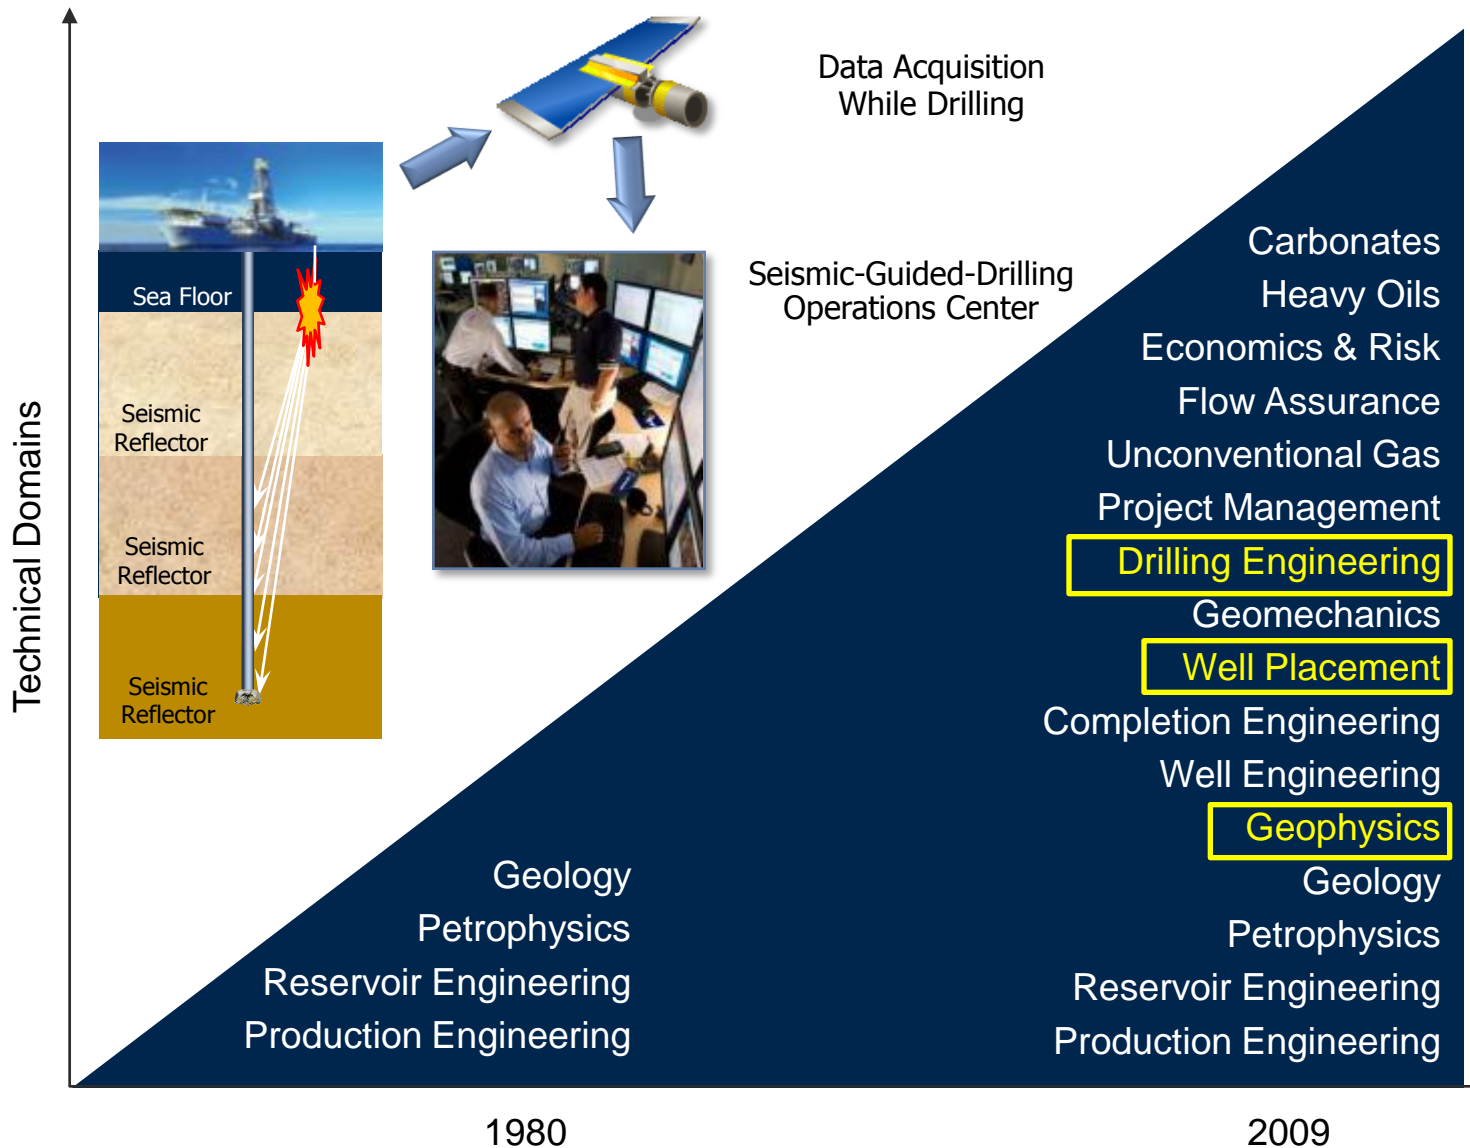 Technical Domains
Data Acquisition
While Drilling
Seismic-Guided-Drilling
Operations Center
Sea Floor
Seismic
Reflector
Seismic
Reflector
Seismic
Reflector
Geology
Petrophysics
Reservoir Engineering
Production Engineering
Carbonates
Heavy Oils
Economics & Risk
Flow Assurance
Unconventional Gas
Project Management
Drilling Engineering
Geomechanics
Well Placement
Completion Engineering
Well Engineering
Geophysics
Geology
Petrophysics
Reservoir Engineering
Production Engineering
1980
2009